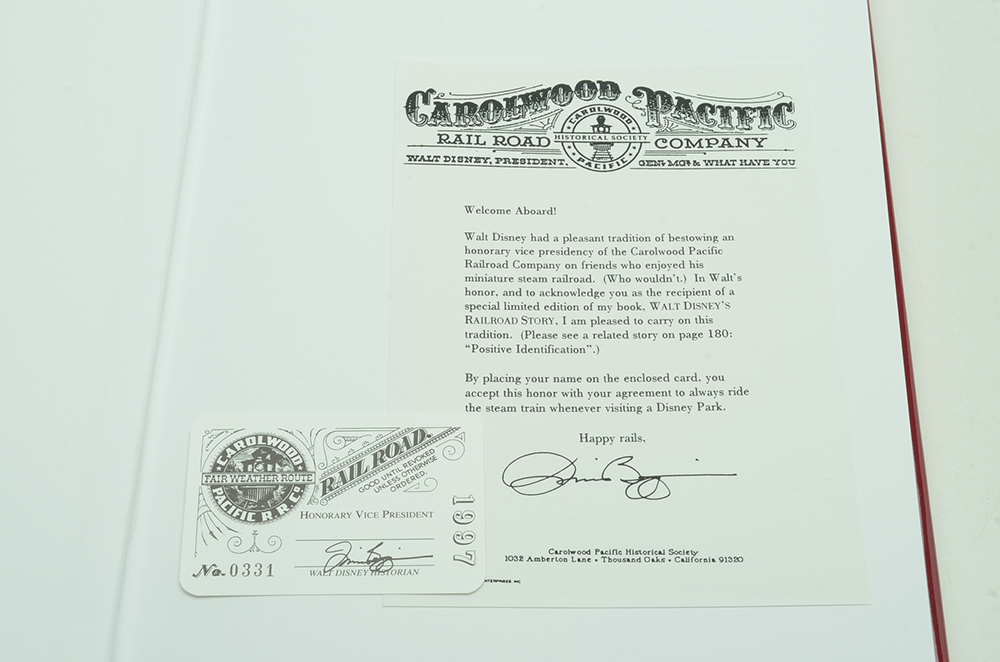 CAROLWOOD PACIFIC
RAIL ROAD COMPANY
CAROLWOOD
HISTORICAL SOCIETY
PACIFIC
WALT DISNEY, PRESIDENT, GENL MGR & WHAT HAVE YOU
Welcome Aboard!
Walt Disney had a pleasant tradition of bestowing an
honorary vice presidency of the Carolwood Pacific
Railroad Company on friends who enjoyed his
miniature steam railroad. (Who wouldn't.) In Walt's
honor, and to acknowledge you as the recipient of a
special limited edition of my book, WALT DISNEY'S
RAILROAD STORY, I am pleased to carry on this
tradition. (Please see a related story on page 180:
"Positive Identification".)
By placing your name on the enclosed card, you
accept this honor with your agreement to always ride
the steam train whenever visiting a Disney Park.
Happy rails,
Carolwood Pacific Historical Society
1032 Amberton Lane • Thousand Oaks • California 91320
ENTERPRISES, INC
CAROLWOOD
FAIR WEATHER ROUTE
PACIFIC R.R. Co
RAIL ROAD.
GOOD UNTIL REVOKED
UNLESS OTHERWISE
ORDERED.
HONORARY VICE PRESIDENT
1997
No. 0331
WALT DISNEY HISTORIAN